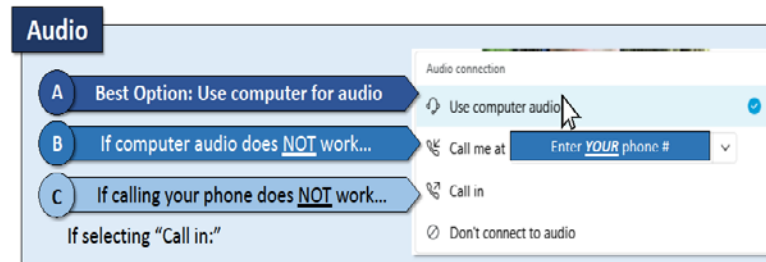 Audio
Audio connection
A Best Option: Use computer for audio
Use computer audio
B If computer audio does NOT work...
Call me at Enter YOUR phone #
C If calling your phone does NOT work...
Call in
If selecting “Call in:”
Don't connect to audio